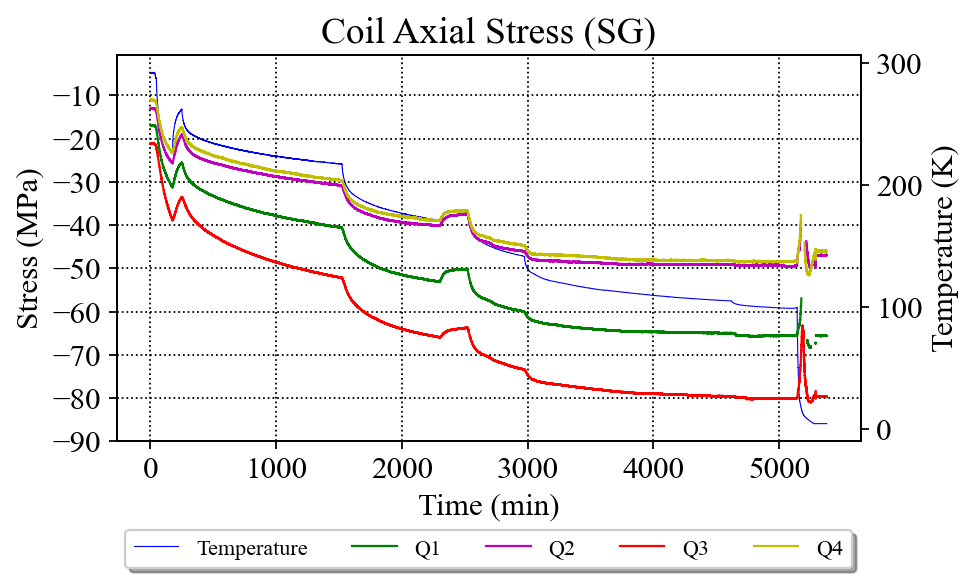 Coil Axial Stress (SG)
Stress (MPa)
−10
−20
−30
−40
−50
−60
−70
−80
−90
300
200
100
0
Temperature (K)
0 1000 2000 3000 4000 5000
Time (min)
Temperature Q1 Q2 Q3 Q4